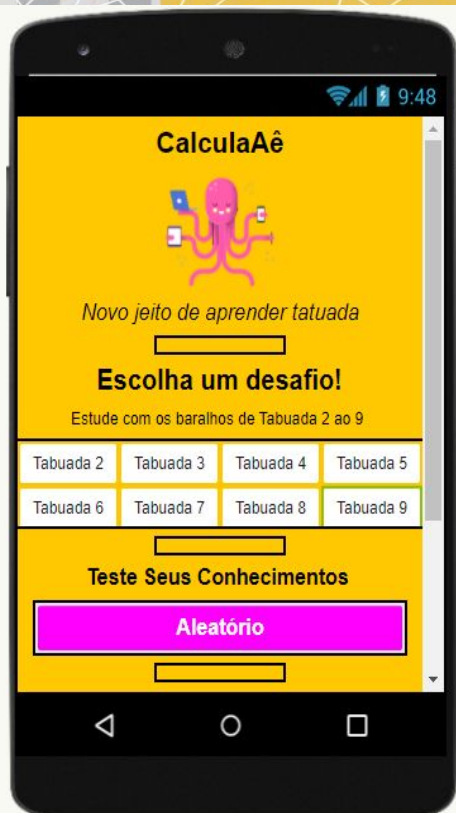 9:48
CalculaAê
Novo jeito de aprender tatuada
Escolha um desafio!
Estude com os baralhos de Tabuada 2 ao 9
Tabuada 2 Tabuada 3 Tabuada 4 Tabuada 5
Tabuada 6 Tabuada 7 Tabuada 8 Tabuada 9
Teste Seus Conhecimentos
Aleatório